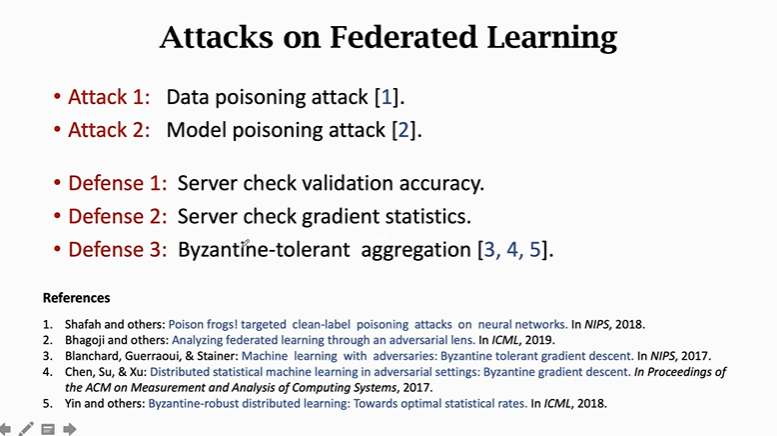 Attacks on Federated Learning
• Attack 1: Data poisoning attack [1].
• Attack 2: Model poisoning attack [2].
• Defense 1: Server check validation accuracy.
• Defense 2: Server check gradient statistics.
• Defense 3: Byzantine-tolerant aggregation [3, 4, 5].
References
1. Shafah and others: Poison frogs! targeted clean-label poisoning attacks on neural networks. In NIPS, 2018.
2. Bhagoji and others: Analyzing federated learning through an adversarial lens. In ICML, 2019.
3. Blanchard, Guerraoui, & Stainer: Machine learning with adversaries: Byzantine tolerant gradient descent. In NIPS, 2017.
4. Chen, Su, & Xu: Distributed statistical machine learning in adversarial settings: Byzantine gradient descent. In Proceedings of
the ACM on Measurement and Analysis of Computing Systems, 2017.
5. Yin and others: Byzantine-robust distributed learning: Towards optimal statistical rates. In ICML, 2018.